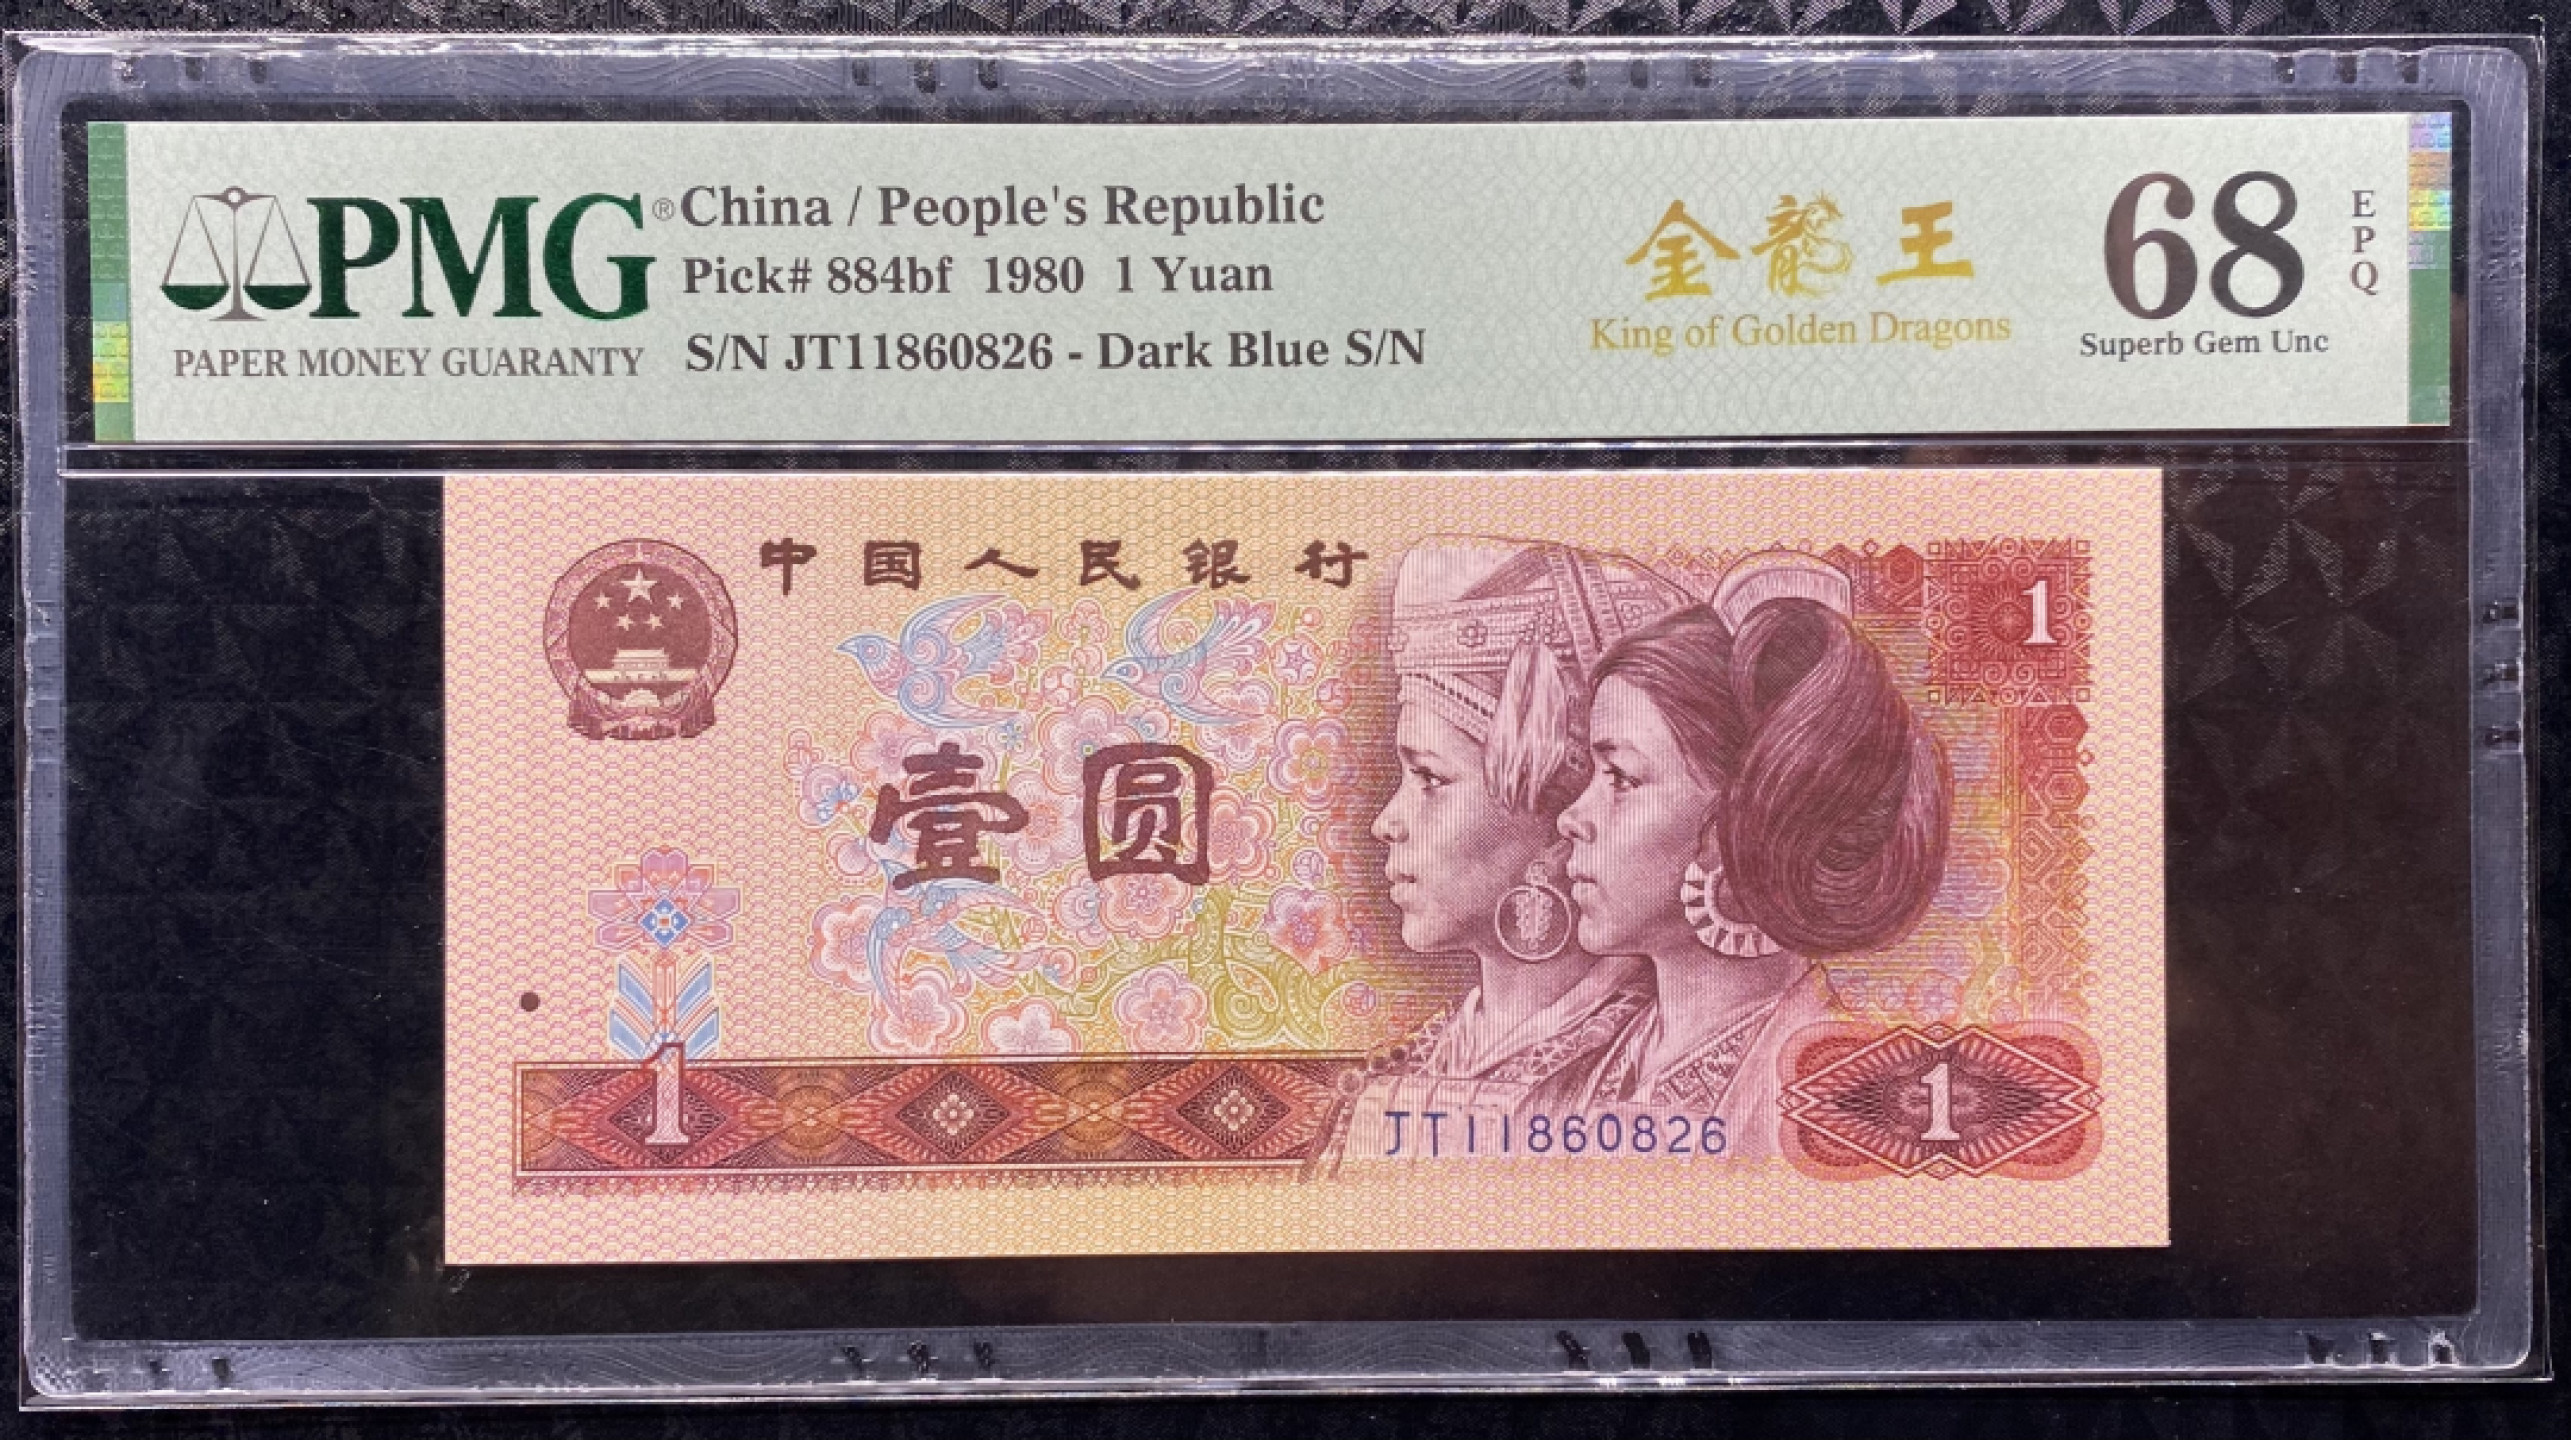 PMG®
PAPER MONEY GUARANTY
China / People's Republic
Pick# 884bf 1980 1 Yuan
S/N JT11860826 - Dark Blue S/N
金龍王
King of Golden Dragons
68
EPQ
Superb Gem Unc
中国人民银行
1
壹圆
1
JT11860826
1